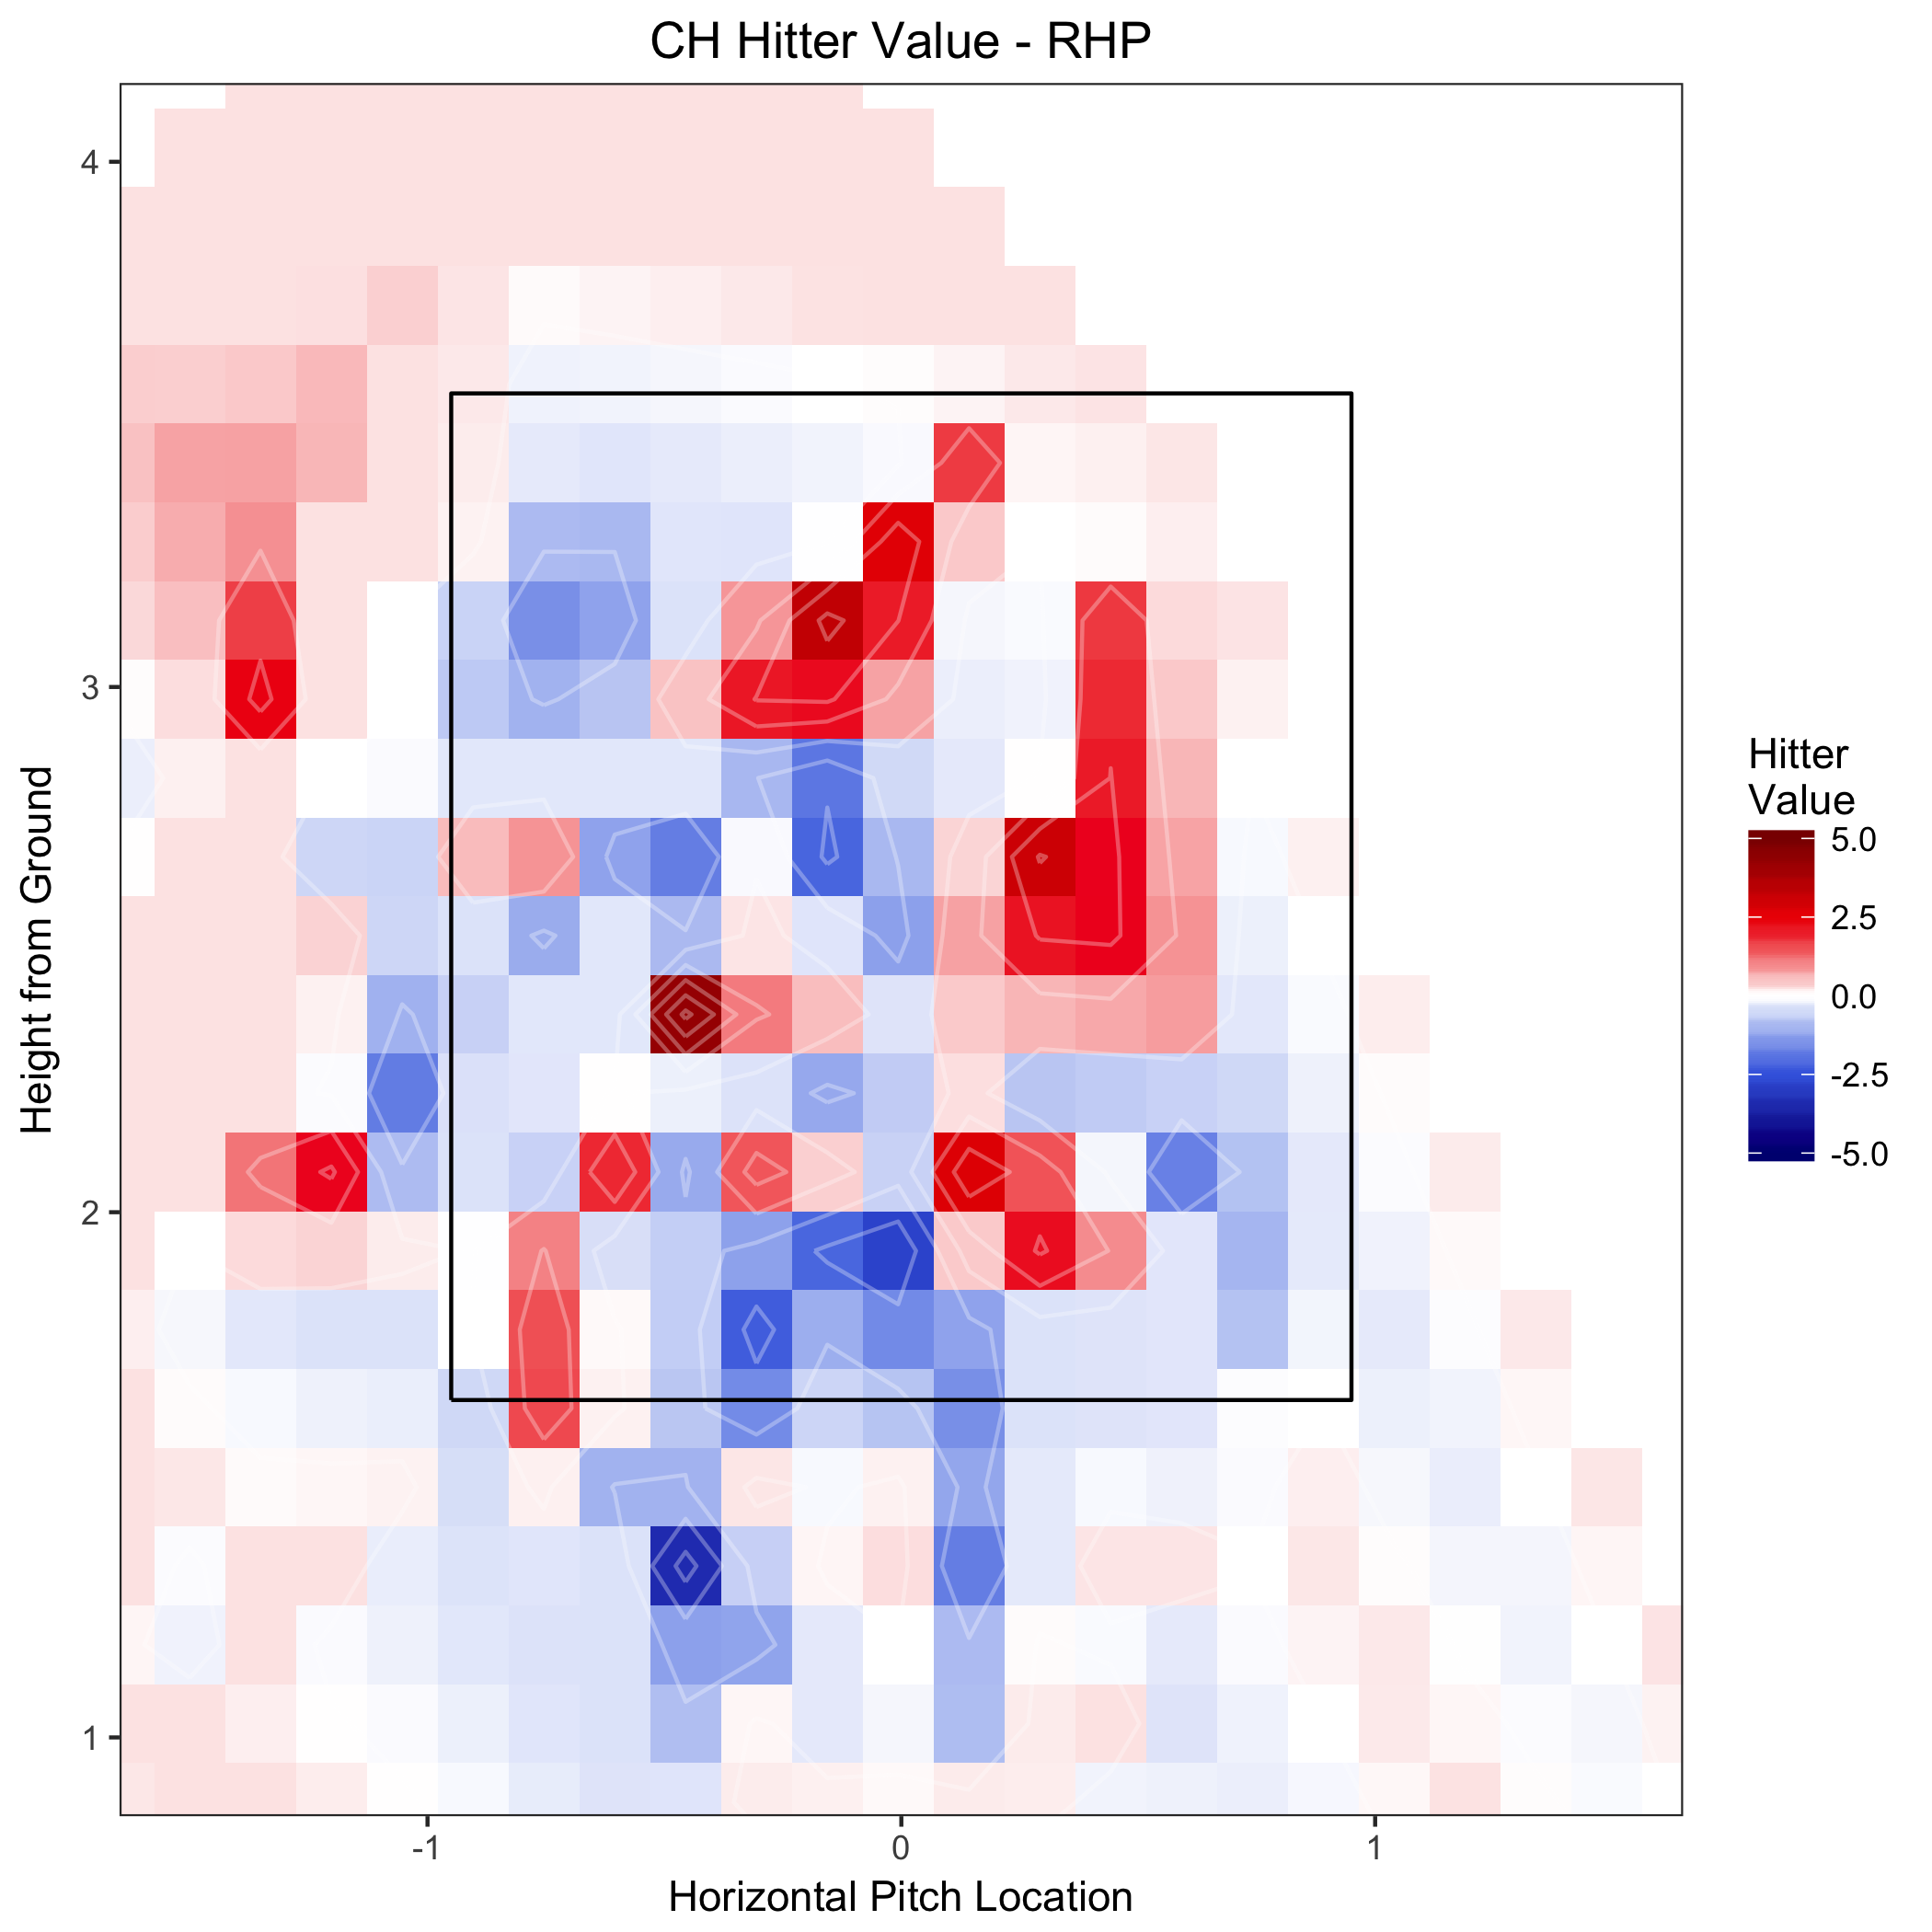 CH Hitter Value - RHP
4
3
2
1
Height from Ground
-1
0
1
Horizontal Pitch Location
Hitter
Value
5.0
2.5
0.0
-2.5
-5.0